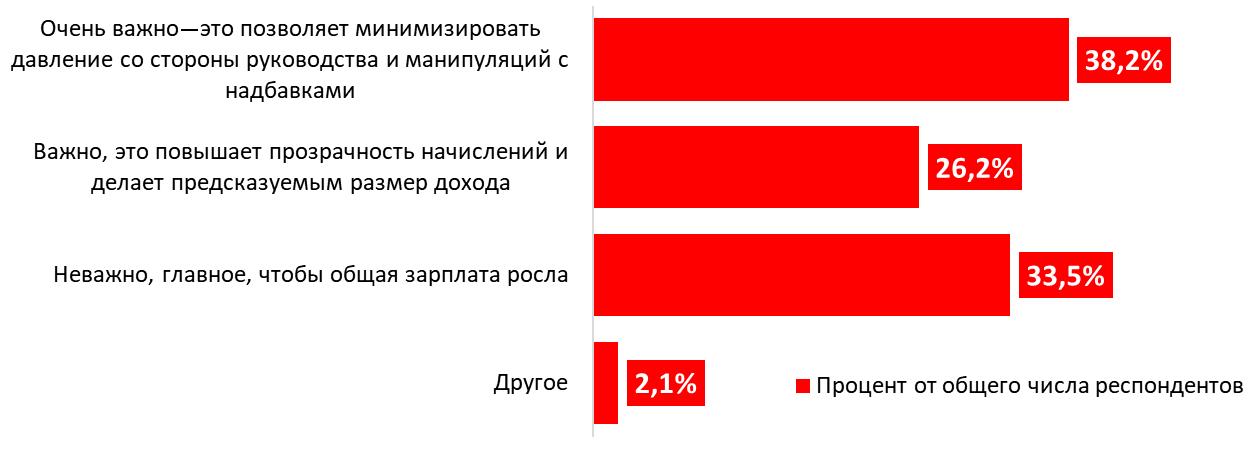 Очень важно—это позволяет минимизировать
давление со стороны руководства и манипуляций с
надбавками
38,2%
Важно, это повышает прозрачность начислений и
делает предсказуемым размер дохода
26,2%
Неважно, главное, чтобы общая зарплата росла
33,5%
Другое
2,1%
Процент от общего числа респондентов